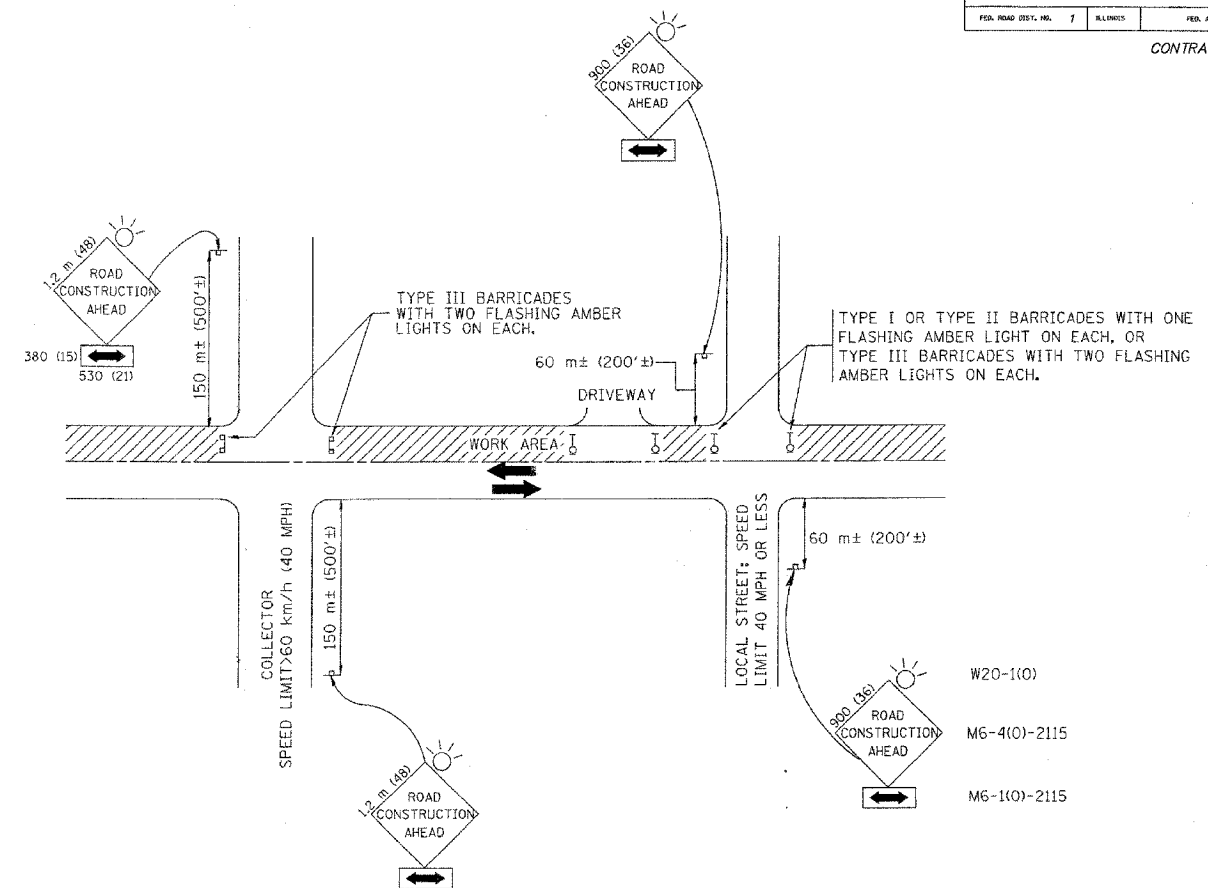 FED. ROAD DIST. NO. 1 ILLINOIS FED. A
CONTRA
900 (36)
ROAD
CONSTRUCTION
AHEAD
1.2 m (48)
ROAD
CONSTRUCTION
AHEAD
380 (15)
530 (21)
150 m± (500'±)
TYPE III BARRICADES
WITH TWO FLASHING AMBER
LIGHTS ON EACH.
60 m± (200'±)
DRIVEWAY
TYPE I OR TYPE II BARRICADES WITH ONE
FLASHING AMBER LIGHT ON EACH, OR
TYPE III BARRICADES WITH TWO FLASHING
AMBER LIGHTS ON EACH.
WORK AREA
COLLECTOR
SPEED LIMIT>60 km/h (40 MPH)
150 m± (500'±)
LOCAL STREET: SPEED
LIMIT 40 MPH OR LESS
60 m± (200'±)
1.2 m (48)
ROAD
CONSTRUCTION
AHEAD
900 (36)
ROAD
CONSTRUCTION
AHEAD
W20-1(O)
M6-4(O)-2115
M6-1(O)-2115